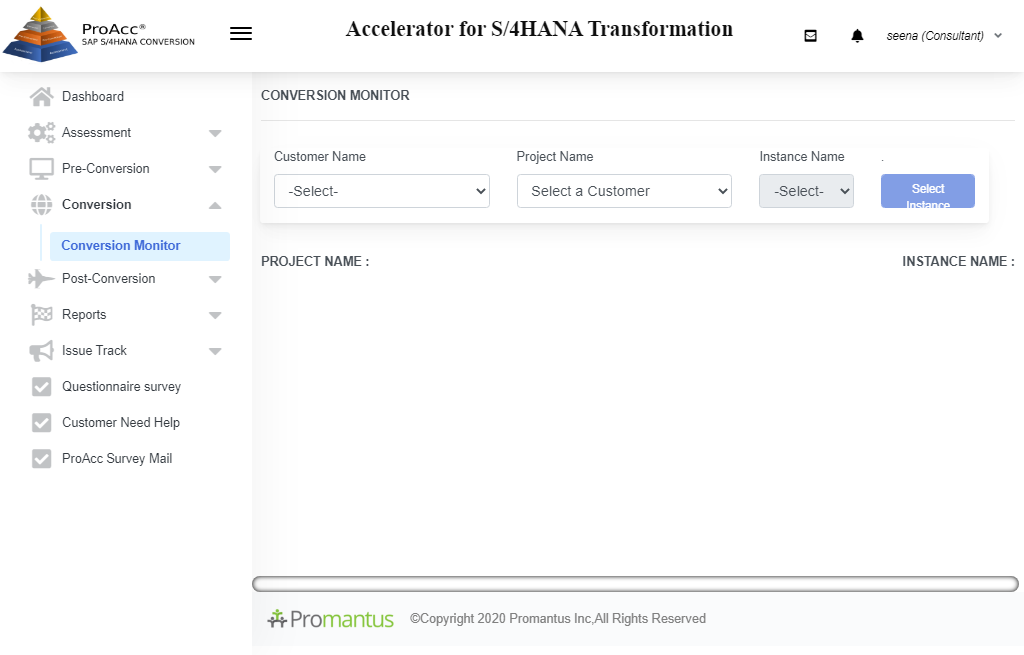 ProAcc®
SAP S/4HANA CONVERSION
Accelerator for S/4HANA Transformation
seena (Consultant)
Dashboard
Assessment
Pre-Conversion
Conversion
Conversion Monitor
Post-Conversion
Reports
Issue Track
Questionnaire survey
Customer Need Help
ProAcc Survey Mail
CONVERSION MONITOR
Customer Name
Project Name
Instance Name
.
-Select-
Select a Customer
-Select-
Select
Instance
PROJECT NAME :
INSTANCE NAME :
Promantus
©Copyright 2020 Promantus Inc,All Rights Reserved